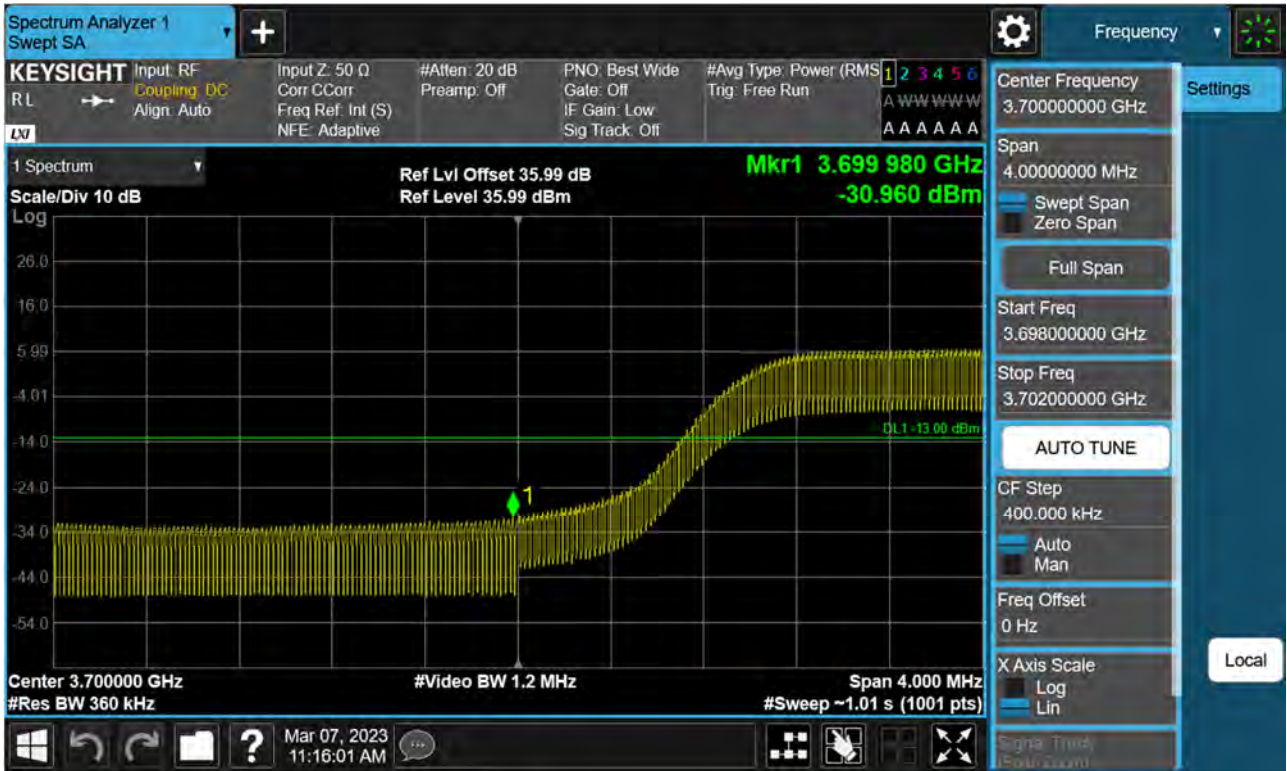 Spectrum Analyzer 1
Swept SA
Frequency
KEYSIGHT
RL
LXI
Input: RF
Coupling: DC
Align: Auto
Input Z: 50 Ω
Corr CCorr
Freq Ref: Int (S)
NFE: Adaptive
#Atten: 20 dB
Preamp: Off
PNO: Best Wide
Gate: Off
IF Gain: Low
Sig Track: Off
#Avg Type: Power (RMS
Trig: Free Run
1 2 3 4 5 6
A W W W W W
A A A A A A
1 Spectrum
Scale/Div 10 dB
Log
Ref Lvl Offset 35.99 dB
Ref Level 35.99 dBm
Mkr1 3.699 980 GHz
-30.960 dBm
26.0
16.0
5.99
-4.01
-14.0
-24.0
-34.0
-44.0
-54.0
DL1 -13.00 dBm
1
Center 3.700000 GHz
#Res BW 360 kHz
#Video BW 1.2 MHz
Span 4.000 MHz
#Sweep ~1.01 s (1001 pts)
Center Frequency
3.700000000 GHz
Settings
Span
4.00000000 MHz
Swept Span
Zero Span
Full Span
Start Freq
3.698000000 GHz
Stop Freq
3.702000000 GHz
AUTO TUNE
CF Step
400.000 kHz
Auto
Man
Freq Offset
0 Hz
X Axis Scale
Log
Lin
Local
Signal Track
(Span Zoom)
Mar 07, 2023
11:16:01 AM